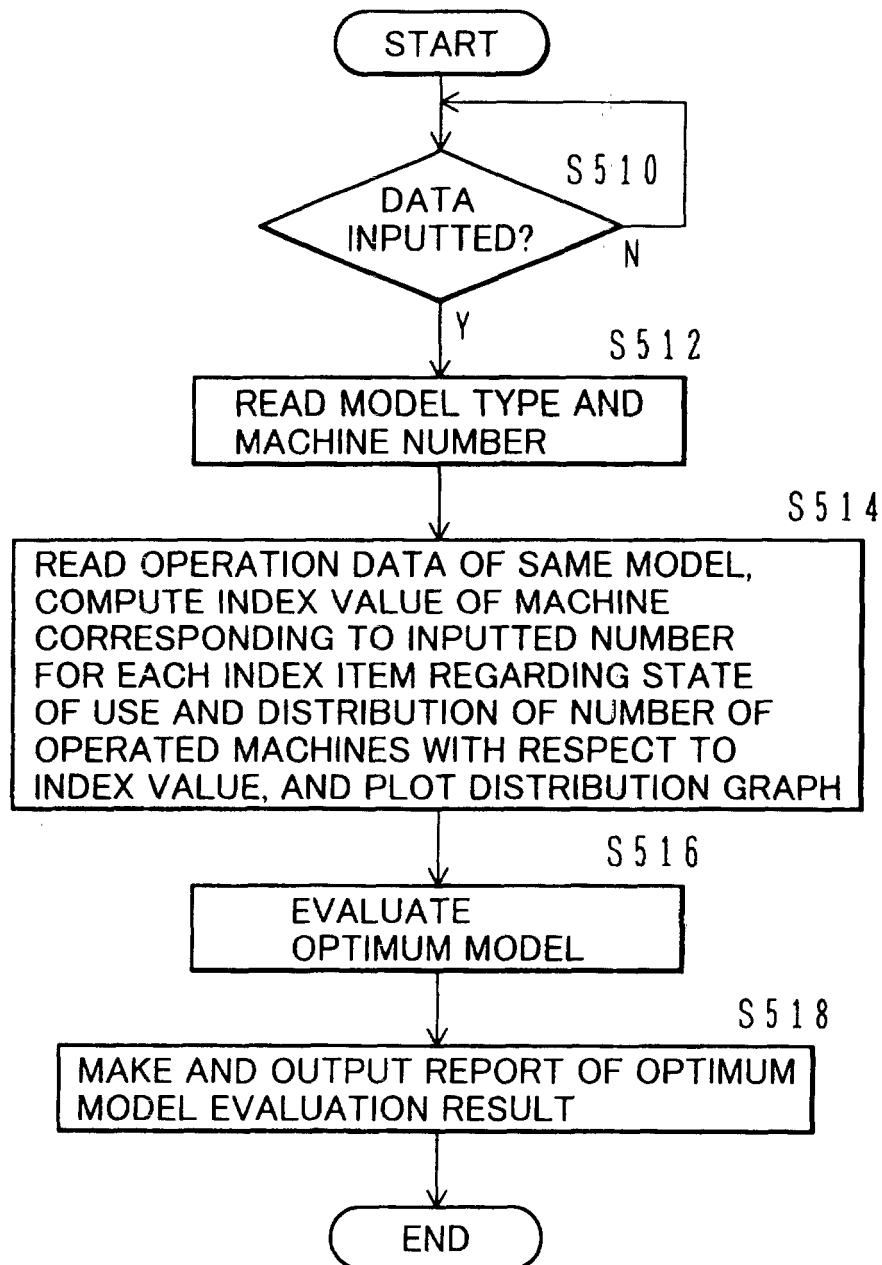 START
S510
DATA
INPUTTED?
N
Y
S512
READ MODEL TYPE AND
MACHINE NUMBER
S514
READ OPERATION DATA OF SAME MODEL,
COMPUTE INDEX VALUE OF MACHINE
CORRESPONDING TO INPUTTED NUMBER
FOR EACH INDEX ITEM REGARDING STATE
OF USE AND DISTRIBUTION OF NUMBER OF
OPERATED MACHINES WITH RESPECT TO
INDEX VALUE, AND PLOT DISTRIBUTION GRAPH
S516
EVALUATE
OPTIMUM MODEL
S518
MAKE AND OUTPUT REPORT OF OPTIMUM
MODEL EVALUATION RESULT
END